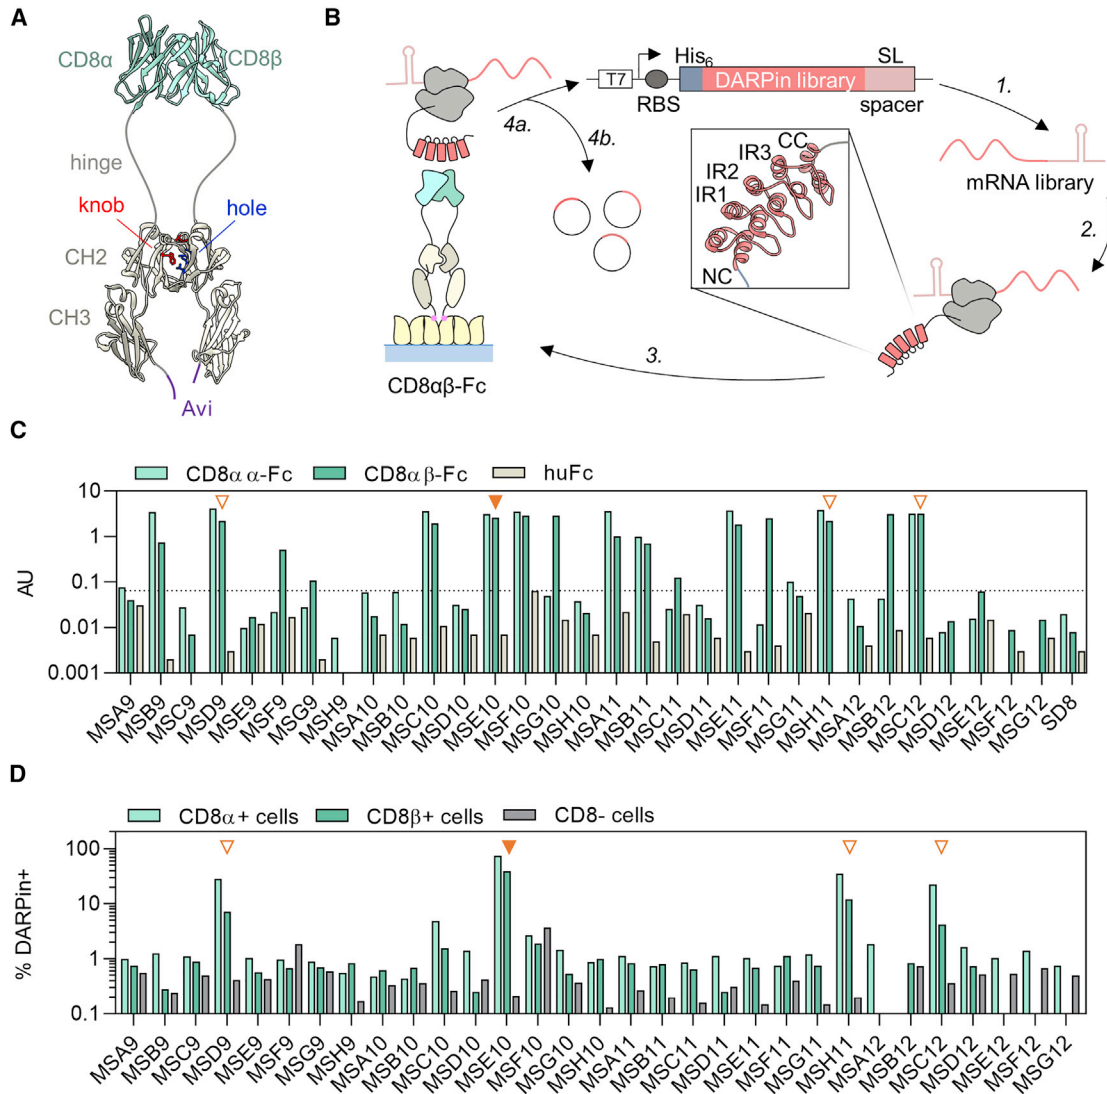 A
CD8α
CD8β
hinge
knob
hole
CH2
CH3
Avi
B
T7
RBS
His6
DARPin library
SL
spacer
1.
mRNA library
2.
3.
4a.
4b.
CC
IR3
IR2
IR1
NC
CD8αβ-Fc
C
CD8α α-Fc
CD8α β-Fc
huFc
AU
10
1
0.1
0.01
0.001
MSA9
MSB9
MSC9
MSD9
MSE9
MSF9
MSG9
MSH9
MSA10
MSB10
MSC10
MSD10
MSE10
MSF10
MSG10
MSH10
MSA11
MSB11
MSC11
MSD11
MSE11
MSF11
MSG11
MSH11
MSA12
MSB12
MSC12
MSD12
MSE12
MSF12
MSG12
SD8
D
CD8α+ cells
CD8β+ cells
CD8- cells
% DARPin+
100
10
1
0.1
MSA9
MSB9
MSC9
MSD9
MSE9
MSF9
MSG9
MSH9
MSA10
MSB10
MSC10
MSD10
MSE10
MSF10
MSG10
MSH10
MSA11
MSB11
MSC11
MSD11
MSE11
MSF11
MSG11
MSH11
MSA12
MSB12
MSC12
MSD12
MSE12
MSF12
MSG12